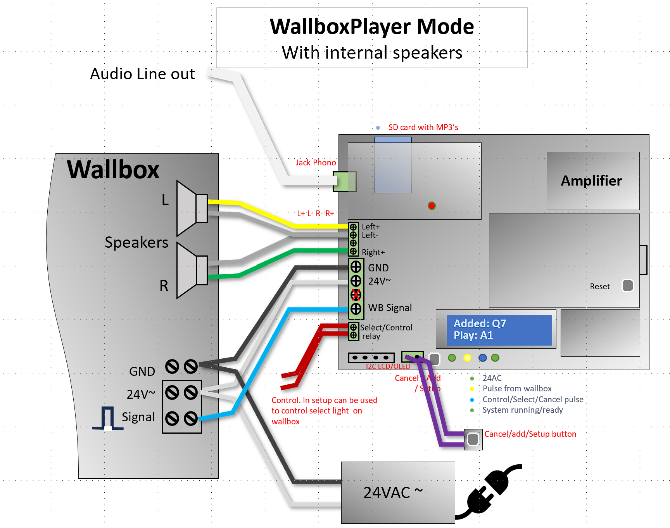 WallboxPlayer Mode
With internal speakers
Audio Line out
SD card with MP3's
Jack Phono
Wallbox
Amplifier
L
L+ L- R- R+
Left+
Left-
Speakers
Right+
GND
R
24V~
Reset
WB Signal
Added: Q7
Play: A1
Select/Control
relay
GND
I2C LCD/OLED
24V~
Signal
Control. In setup can be used
to control select light on
wallbox
Cancel/Add
/ Setup
24AC
Pulse from wallbox
Control/Select/Cancel pulse
System running/ready
Cancel/add/Setup button
24VAC ~